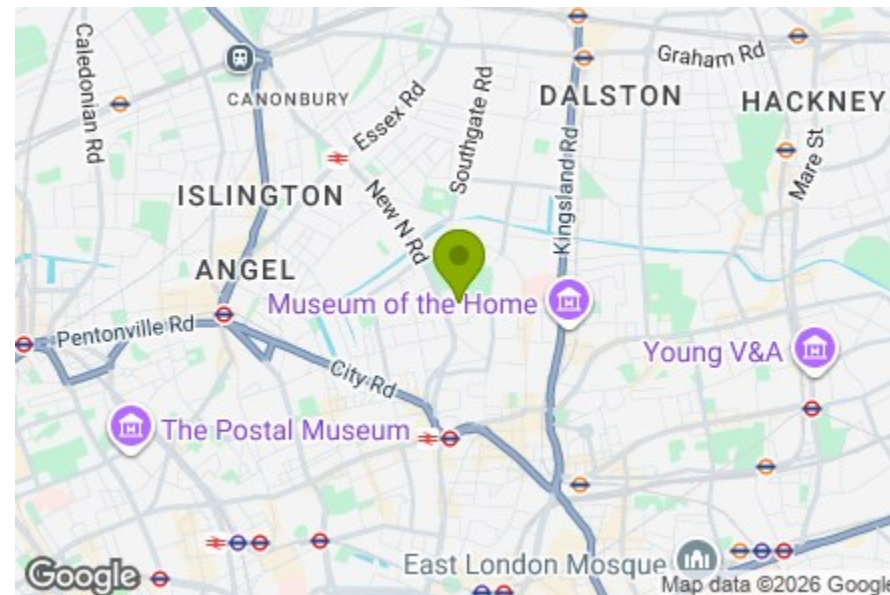 Caledonian Rd
CANONBURY
Essex Rd
Southgate Rd
Graham Rd
DALSTON
HACKNEY
Mare St
ISLINGTON
New N Rd
Kingsland Rd
ANGEL
Museum of the Home
Pentonville Rd
City Rd
Young V&A
The Postal Museum
East London Mosque
Google
Map data ©2026 Google